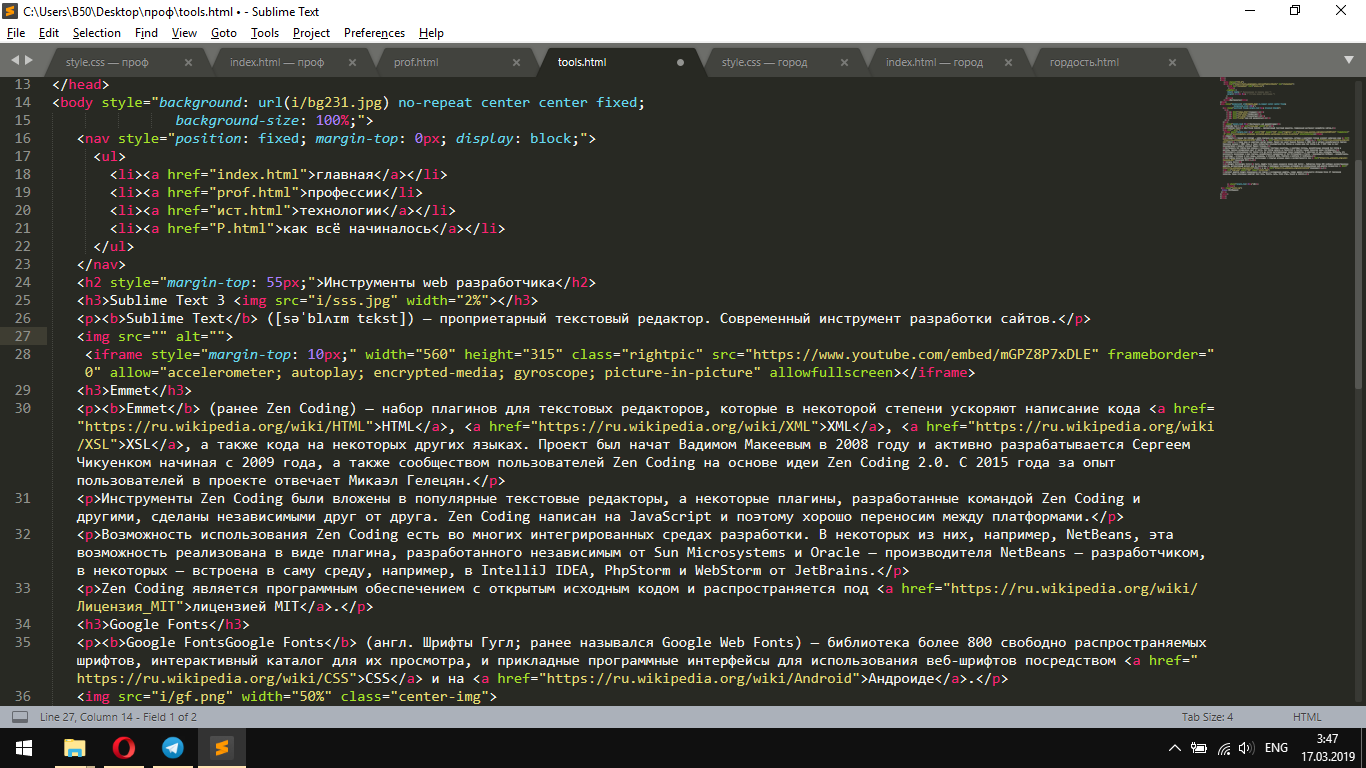 C:\Users\B50\Desktop\проф\tools.html • - Sublime Text
File Edit Selection Find View Goto Tools Project Preferences Help
style.css — проф × index.html — проф × prof.html × tools.html style.css — город × index.html — город × гордость.html ×
13 </head>
14 <body style="background: url(i/bg231.jpg) no-repeat center center fixed;
15 background-size: 100%;">
16 <nav style="position: fixed; margin-top: 0px; display: block;">
17 <ul>
18 <li><a href="index.html">главная</a></li>
19 <li><a href="prof.html">профессии</li>
20 <li><a href="ист.html">технологии</a></li>
21 <li><a href="P.html">как всё начиналось</a></li>
22 </ul>
23 </nav>
24 <h2 style="margin-top: 55px;">Инструменты web разработчика</h2>
25 <h3>Sublime Text 3 <img src="i/sss.jpg" width="2%"></h3>
26 <p><b>Sublime Text</b> ([səˈblʌɪm tɛkst]) — проприетарный текстовый редактор. Современный инструмент разработки сайтов.</p>
27 <img src="" alt="">
28 <iframe style="margin-top: 10px;" width="560" height="315" class="rightpic" src="https://www.youtube.com/embed/mGPZ8P7xDLE" frameborder="
0" allow="accelerometer; autoplay; encrypted-media; gyroscope; picture-in-picture" allowfullscreen></iframe>
29 <h3>Emmet</h3>
30 <p><b>Emmet</b> (ранее Zen Coding) — набор плагинов для текстовых редакторов, которые в некоторой степени ускоряют написание кода <a href=
"https://ru.wikipedia.org/wiki/HTML">HTML</a>, <a href="https://ru.wikipedia.org/wiki/XML">XML</a>, <a href="https://ru.wikipedia.org/wiki
/XSL">XSL</a>, а также кода на некоторых других языках. Проект был начат Вадимом Макеевым в 2008 году и активно разрабатывается Сергеем
Чикуенком начиная с 2009 года, а также сообществом пользователей Zen Coding на основе идеи Zen Coding 2.0. С 2015 года за опыт
пользователей в проекте отвечает Микаэл Гелецян.</p>
31 <p>Инструменты Zen Coding были вложены в популярные текстовые редакторы, а некоторые плагины, разработанные командой Zen Coding и
другими, сделаны независимыми друг от друга. Zen Coding написан на JavaScript и поэтому хорошо переносим между платформами.</p>
32 <p>Возможность использования Zen Coding есть во многих интегрированных средах разработки. В некоторых из них, например, NetBeans, эта
возможность реализована в виде плагина, разработанного независимым от Sun Microsystems и Oracle — производителя NetBeans — разработчиком,
в некоторых — встроена в саму среду, например, в IntelliJ IDEA, PhpStorm и WebStorm от JetBrains.</p>
33 <p>Zen Coding является программным обеспечением с открытым исходным кодом и распространяется под <a href="https://ru.wikipedia.org/wiki/
Лицензия_MIT">лицензией MIT</a>.</p>
34 <h3>Google Fonts</h3>
35 <p><b>Google FontsGoogle Fonts</b> (англ. Шрифты Гугл; ранее назывался Google Web Fonts) — библиотека более 800 свободно распространяемых
шрифтов, интерактивный каталог для их просмотра, и прикладные программные интерфейсы для использования веб-шрифтов посредством <a href="
https://ru.wikipedia.org/wiki/CSS">CSS</a> и на <a href="https://ru.wikipedia.org/wiki/Android">Андроиде</a>.</p>
36 <img src="i/gf.png" width="50%" class="center-img">
Line 27, Column 14 - Field 1 of 2 Tab Size: 4 HTML
ENG 3:47
17.03.2019